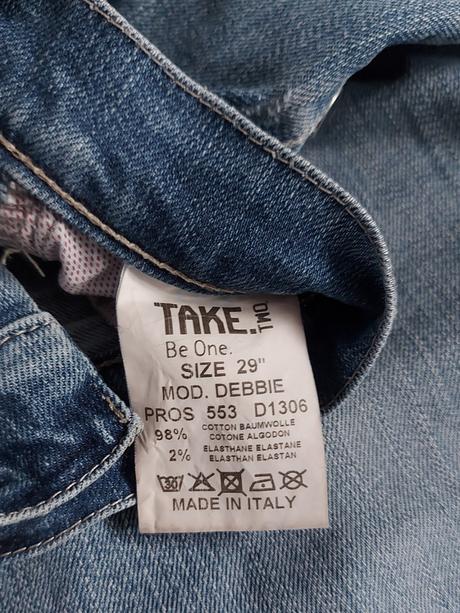 TAKE. TWO
Be One.
SIZE 29"
MOD. DEBBIE
PROS 553 D1306
98% COTTON BAUMWOLLE
COTONE ALGODON
2% ELASTHANE ELASTANE
ELASTHAN ELASTAN
MADE IN ITALY